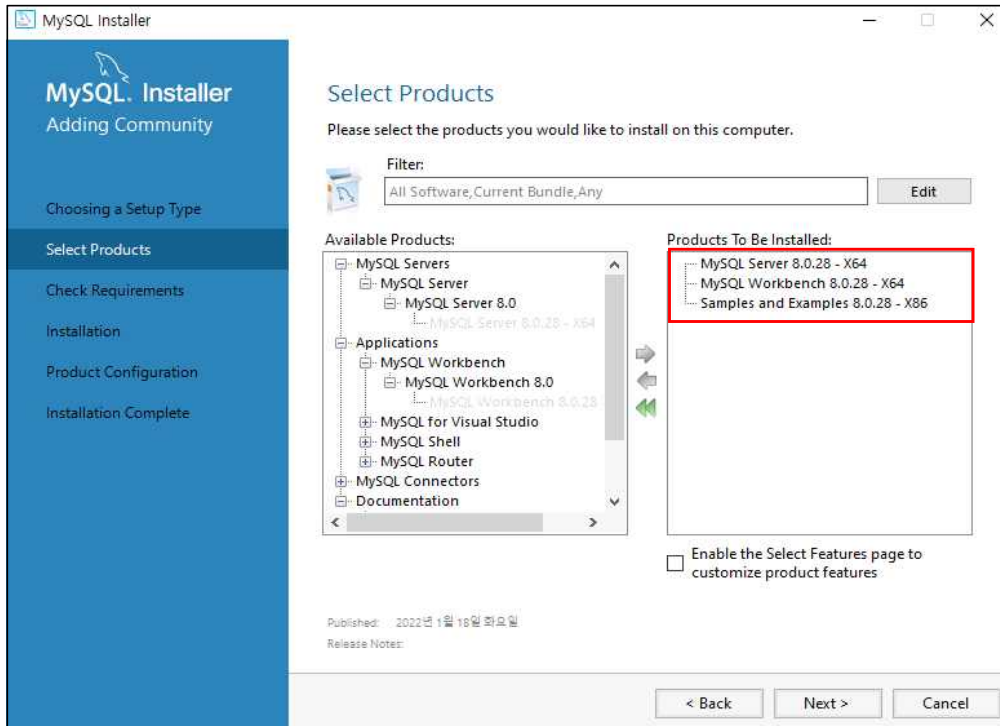 MySQL Installer
MySQL. Installer
Adding Community
Choosing a Setup Type
Select Products
Check Requirements
Installation
Product Configuration
Installation Complete
Select Products
Please select the products you would like to install on this computer.
Filter:
All Software,Current Bundle,Any
Edit
Available Products:
MySQL Servers
MySQL Server
MySQL Server 8.0
MySQL Server 8.0.28 - X64
Applications
MySQL Workbench
MySQL Workbench 8.0
MySQL Workbench 8.0.28
MySQL for Visual Studio
MySQL Shell
MySQL Router
MySQL Connectors
Documentation
Products To Be Installed:
MySQL Server 8.0.28 - X64
MySQL Workbench 8.0.28 - X64
Samples and Examples 8.0.28 - X86
Enable the Select Features page to
customize product features
Published: 2022년 1월 18일 화요일
Release Notes:
< Back
Next >
Cancel